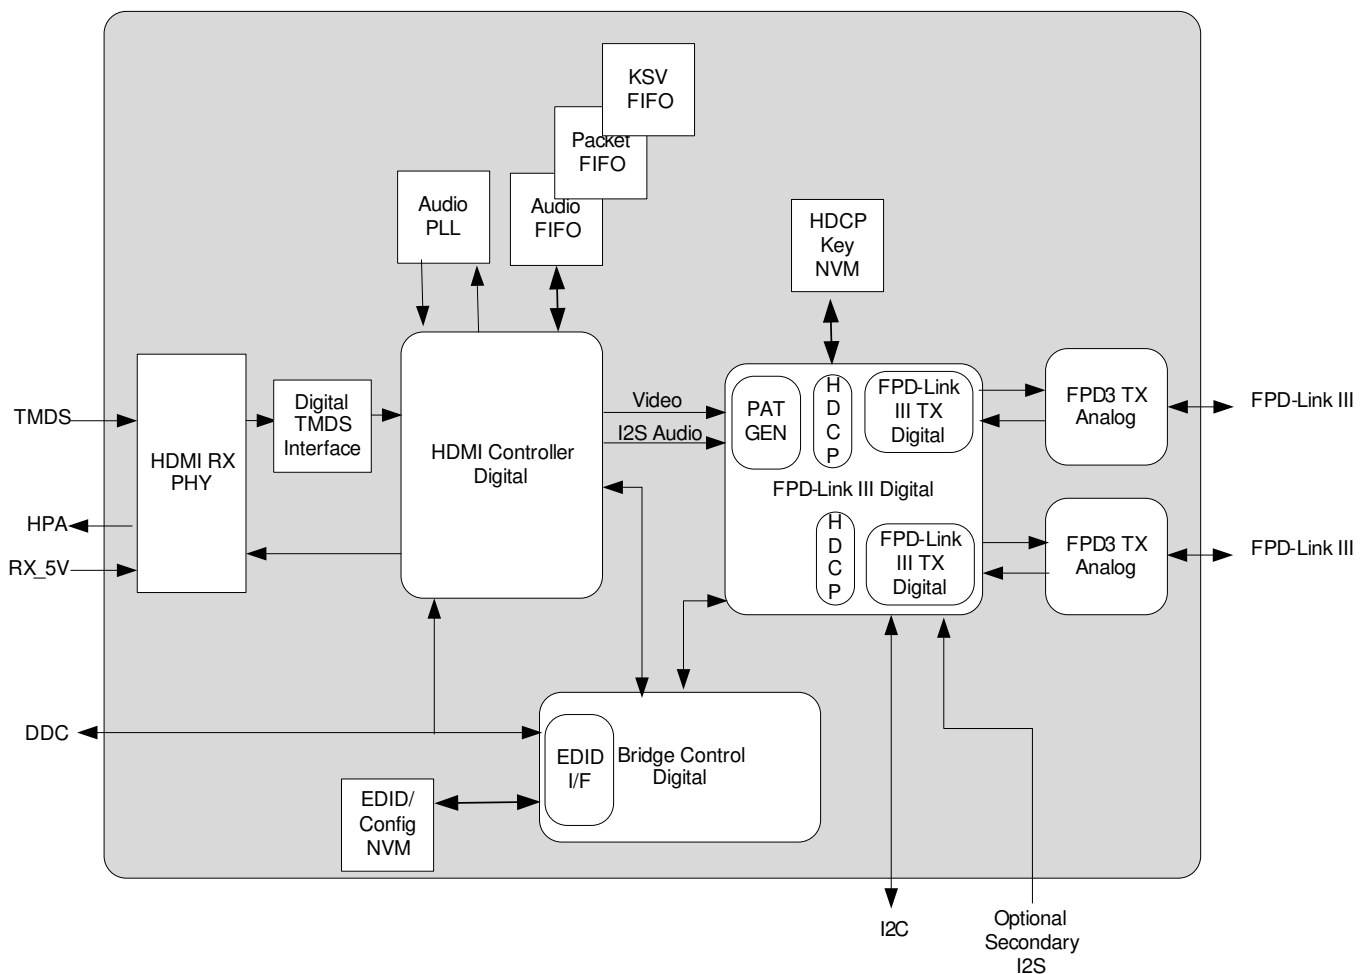 KSV
FIFO
Packet
FIFO
Audio
PLL
Audio
FIFO
HDCP
Key
NVM
TMDS
HPA
RX_5V
HDMI RX
PHY
Digital
TMDS
Interface
HDMI Controller
Digital
Video
I2S Audio
PAT
GEN
H
D
C
P
FPD-Link
III TX
Digital
FPD-Link III Digital
H
D
C
P
FPD-Link
III TX
Digital
FPD3 TX
Analog
FPD-Link III
FPD3 TX
Analog
FPD-Link III
DDC
EDID
I/F
Bridge Control
Digital
EDID/
Config
NVM
I2C
Optional
Secondary
I2S